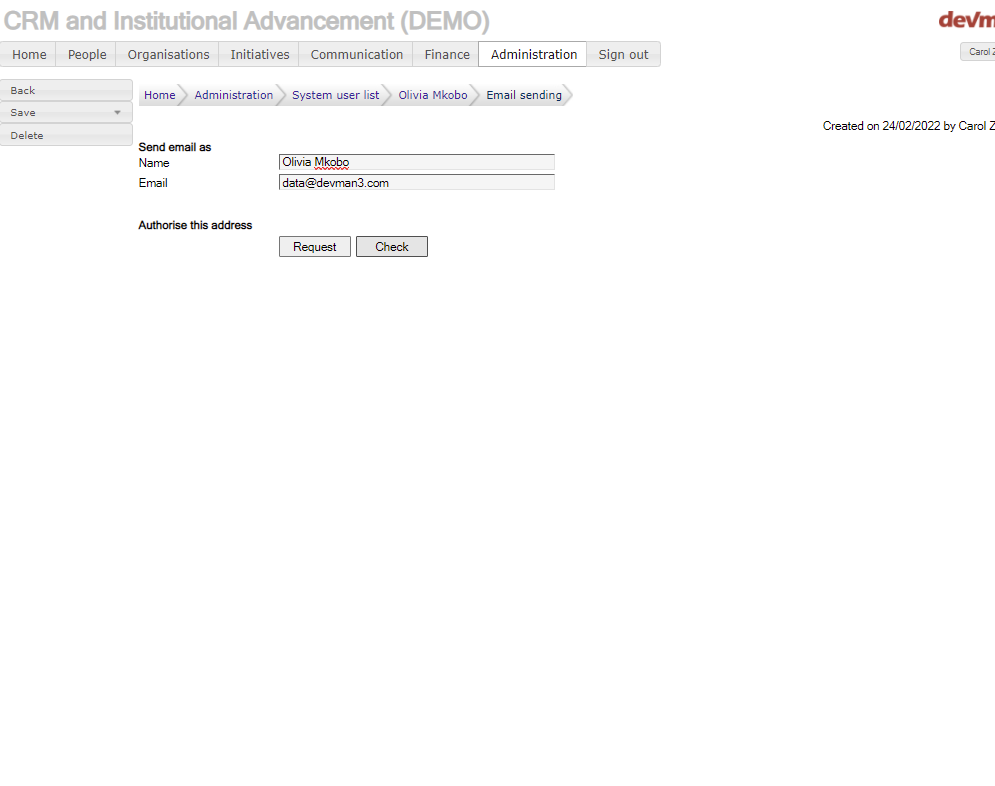 CRM and Institutional Advancement (DEMO)
devm
Home People Organisations Initiatives Communication Finance Administration Sign out
Carol Z
Back
Save
Delete
Home Administration System user list Olivia Mkobo Email sending
Created on 24/02/2022 by Carol Z
Send email as
Name Olivia Mkobo
Email data@devman3.com
Authorise this address
Request Check